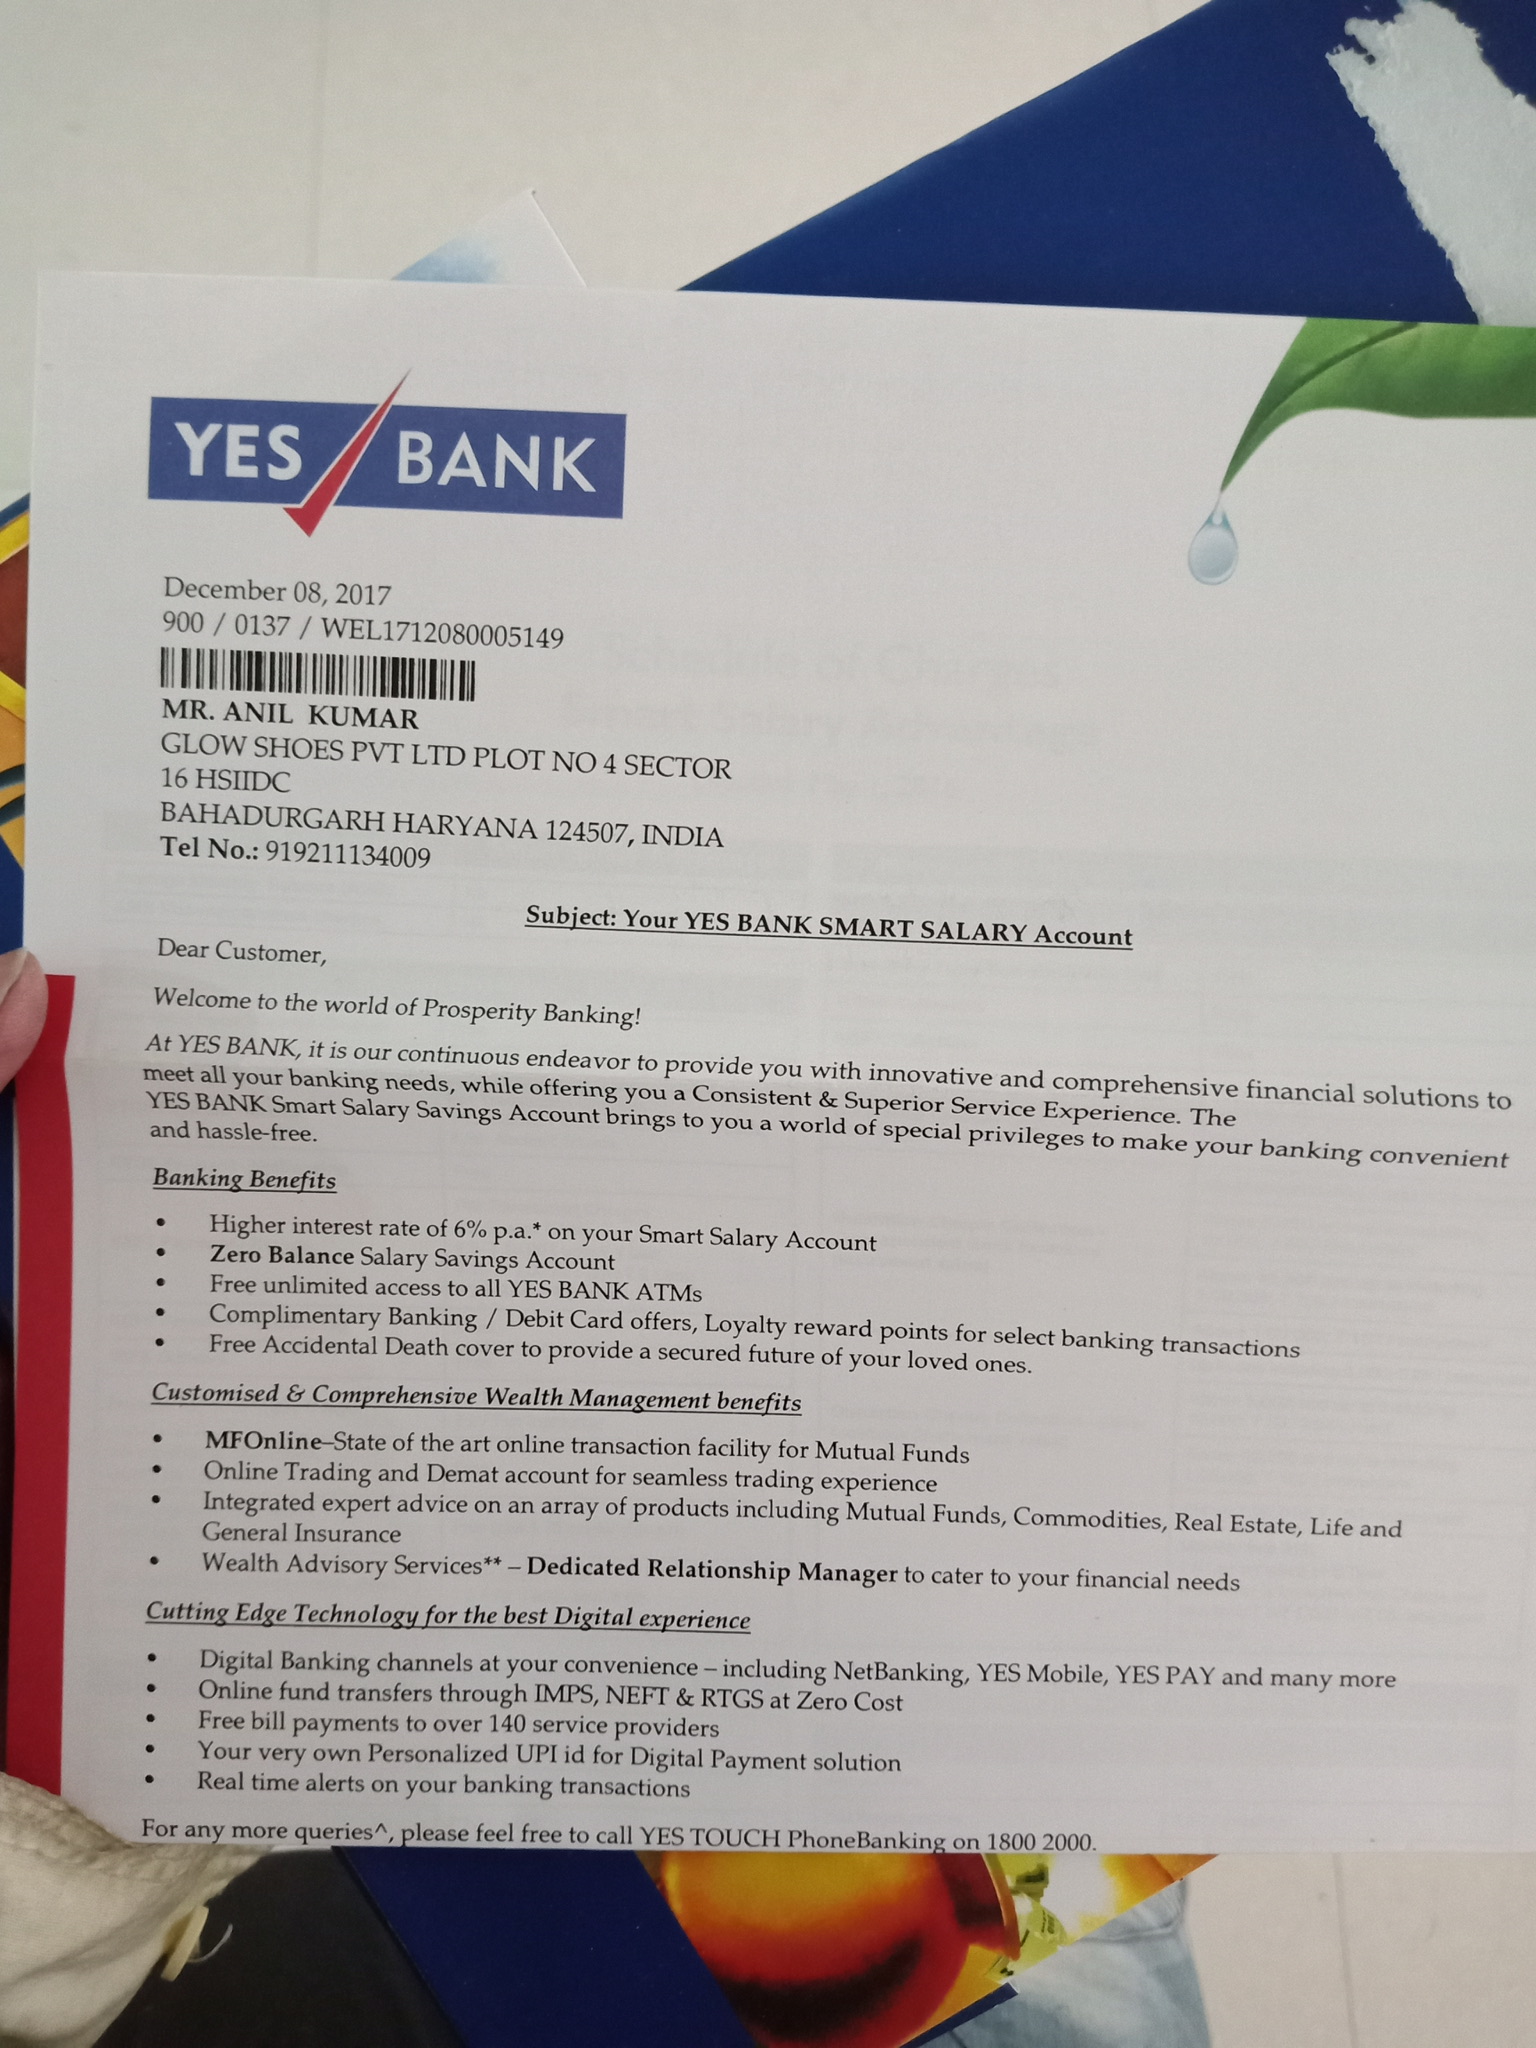 YES BANK
December 08, 2017
900 / 0137 / WEL1712080005149
MR. ANIL KUMAR
GLOW SHOES PVT LTD PLOT NO 4 SECTOR
16 HSIIDC
BAHADURGARH HARYANA 124507, INDIA
Tel No.: 919211134009
Subject: Your YES BANK SMART SALARY Account
Dear Customer,
Welcome to the world of Prosperity Banking!
At YES BANK, it is our continuous endeavor to provide you with innovative and comprehensive financial solutions to
meet all your banking needs, while offering you a Consistent & Superior Service Experience. The
YES BANK Smart Salary Savings Account brings to you a world of special privileges to make your banking convenient
and hassle-free.
Banking Benefits
• Higher interest rate of 6% p.a.* on your Smart Salary Account
• Zero Balance Salary Savings Account
• Free unlimited access to all YES BANK ATMs
• Complimentary Banking / Debit Card offers, Loyalty reward points for select banking transactions
• Free Accidental Death cover to provide a secured future of your loved ones.
Customised & Comprehensive Wealth Management benefits
• MFOnline–State of the art online transaction facility for Mutual Funds
• Online Trading and Demat account for seamless trading experience
• Integrated expert advice on an array of products including Mutual Funds, Commodities, Real Estate, Life and
General Insurance
• Wealth Advisory Services** – Dedicated Relationship Manager to cater to your financial needs
Cutting Edge Technology for the best Digital experience
• Digital Banking channels at your convenience – including NetBanking, YES Mobile, YES PAY and many more
• Online fund transfers through IMPS, NEFT & RTGS at Zero Cost
• Free bill payments to over 140 service providers
• Your very own Personalized UPI id for Digital Payment solution
• Real time alerts on your banking transactions
For any more queries^, please feel free to call YES TOUCH PhoneBanking on 1800 2000.